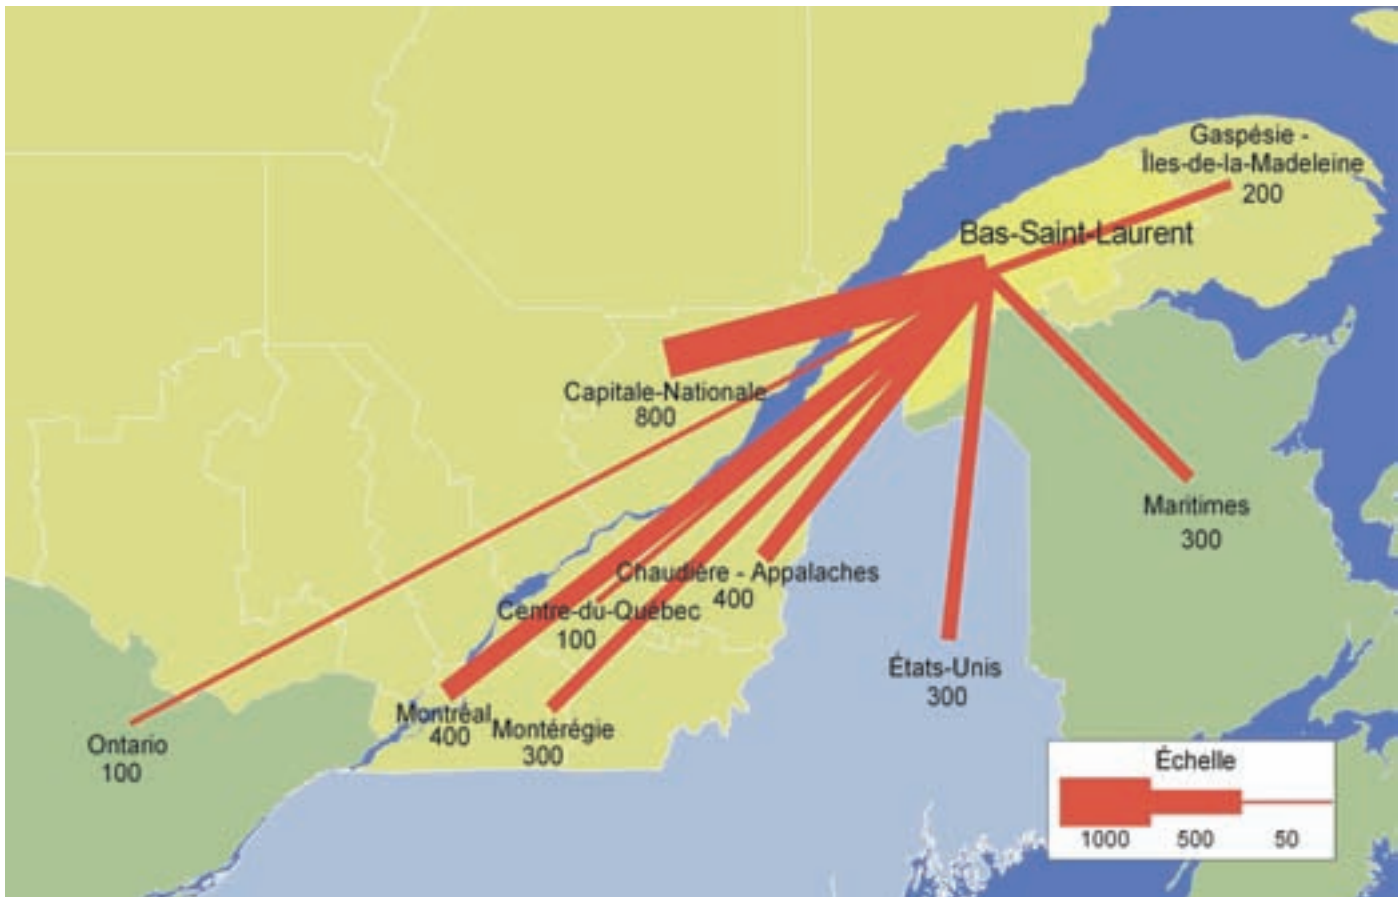 Gaspésie -
Îles-de-la-Madeleine
200
Bas-Saint-Laurent
Capitale-Nationale
800
Maritimes
300
Chaudière - Appalaches
400
Centre-du-Québec
100
États-Unis
300
Montréal
400
Montérégie
300
Ontario
100
Échelle
1000 500 50